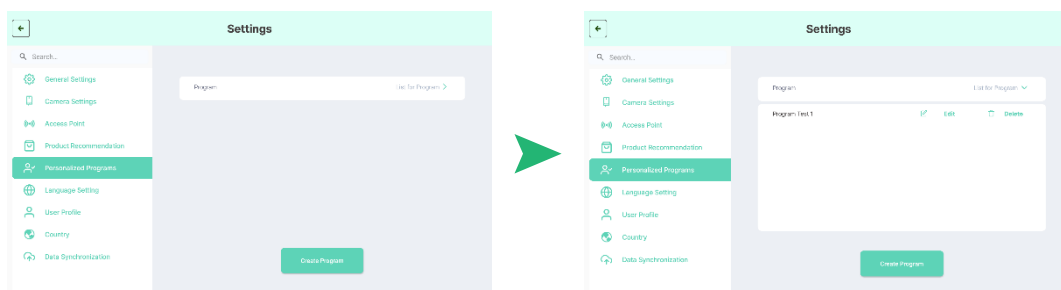 Settings
Search...
General Settings
Camera Settings
Access Point
Product Recommendation
Personalized Programs
Language Setting
User Profile
Country
Data Synchronization
Program
List for Program
Create Program
Settings
Search...
General Settings
Camera Settings
Access Point
Product Recommendation
Personalized Programs
Language Setting
User Profile
Country
Data Synchronization
Program
List for Program
Program Test 1
Edit
Delete
Create Program